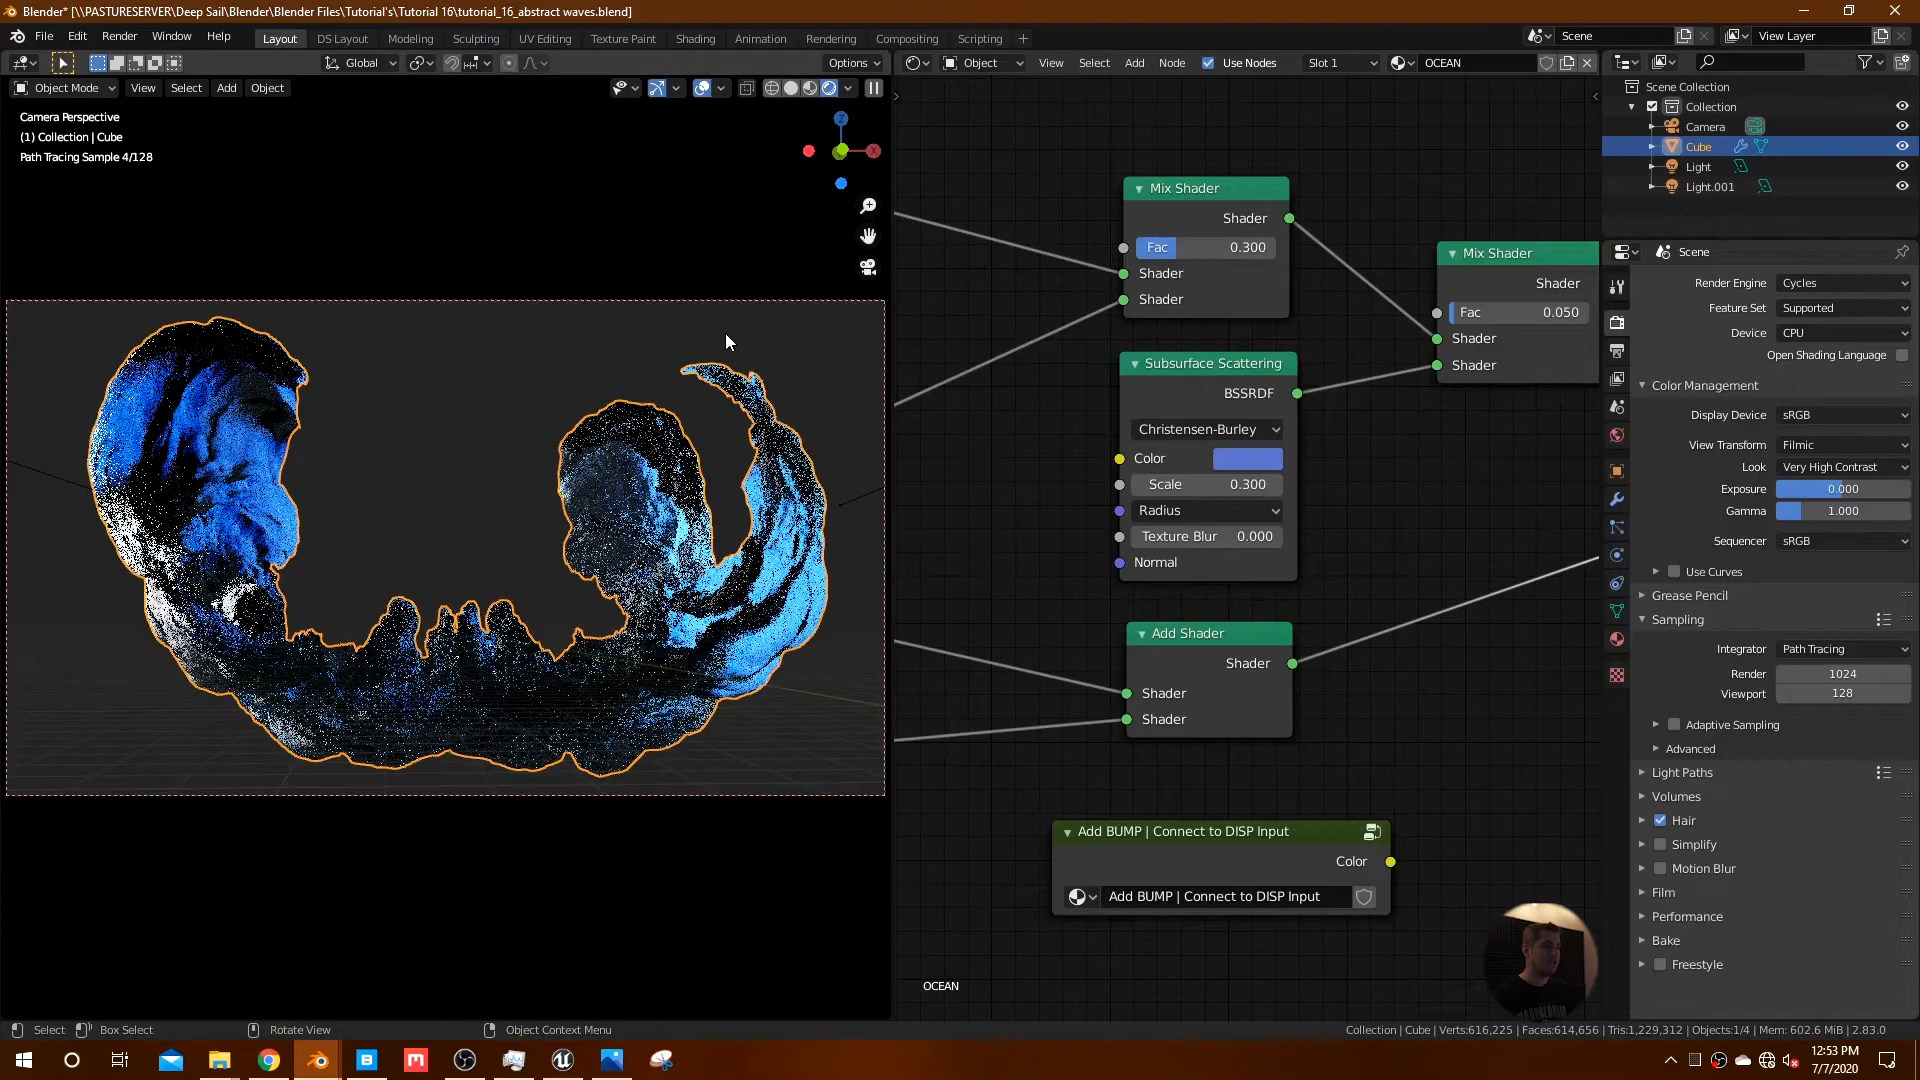 Blender* [\\PASTURESERVER\Deep Sail\Blender\Blender Files\Tutorial's\Tutorial 16\tutorial_16_abstract waves.blend]
File Edit Render Window Help Layout DS Layout Modeling Sculpting UV Editing Texture Paint Shading Animation Rendering Compositing Scripting + Scene View Layer
Global Options Object View Select Add Node Use Nodes Slot 1 OCEAN
Object Mode View Select Add Object
Scene Collection
Collection
Camera
Cube
Light
Light.001
Camera Perspective
(1) Collection | Cube
Path Tracing Sample 4/128
Z
X
Mix Shader
Shader
Fac 0.300
Shader
Shader
Mix Shader
Shader
Fac 0.050
Shader
Shader
Subsurface Scattering
BSSRDF
Christensen-Burley
Color
Scale 0.300
Radius
Texture Blur 0.000
Normal
Add Shader
Shader
Shader
Shader
Add BUMP | Connect to DISP Input
Color
Add BUMP | Connect to DISP Input
OCEAN
Scene
Render Engine Cycles
Feature Set Supported
Device CPU
Open Shading Language
Color Management
Display Device sRGB
View Transform Filmic
Look Very High Contrast
Exposure 0.000
Gamma 1.000
Sequencer sRGB
Use Curves
Grease Pencil
Sampling
Integrator Path Tracing
Render 1024
Viewport 128
Adaptive Sampling
Advanced
Light Paths
Volumes
Hair
Simplify
Motion Blur
Film
Performance
Bake
Freestyle
Select Box Select Rotate View Object Context Menu Collection | Cube | Verts:616,225 | Faces:614,656 | Tris:1,229,312 | Objects:1/4 | Mem: 602.6 MiB | 2.83.0
12:53 PM
7/7/2020